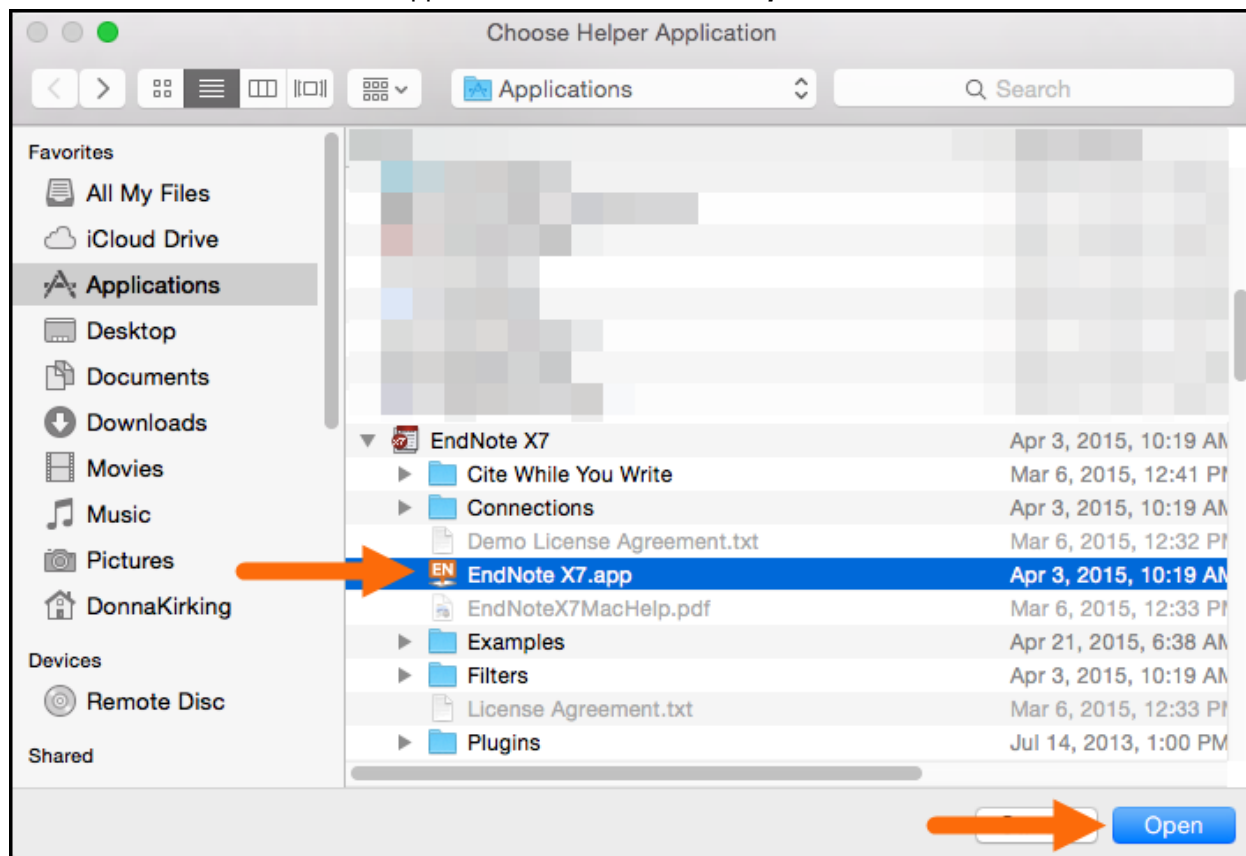 Choose Helper Application
Applications
Search
Favorites
All My Files
iCloud Drive
Applications
Desktop
Documents
Downloads
Movies
Music
Pictures
DonnaKirking
Devices
Remote Disc
Shared
EndNote X7 Apr 3, 2015, 10:19 AM
Cite While You Write Mar 6, 2015, 12:41 PM
Connections Apr 3, 2015, 10:19 AM
Demo License Agreement.txt Mar 6, 2015, 12:32 PM
EN EndNote X7.app Apr 3, 2015, 10:19 AM
EndNoteX7MacHelp.pdf Mar 6, 2015, 12:33 PM
Examples Apr 21, 2015, 6:38 AM
Filters Apr 3, 2015, 10:19 AM
License Agreement.txt Mar 6, 2015, 12:33 PM
Plugins Jul 14, 2013, 1:00 PM
Open